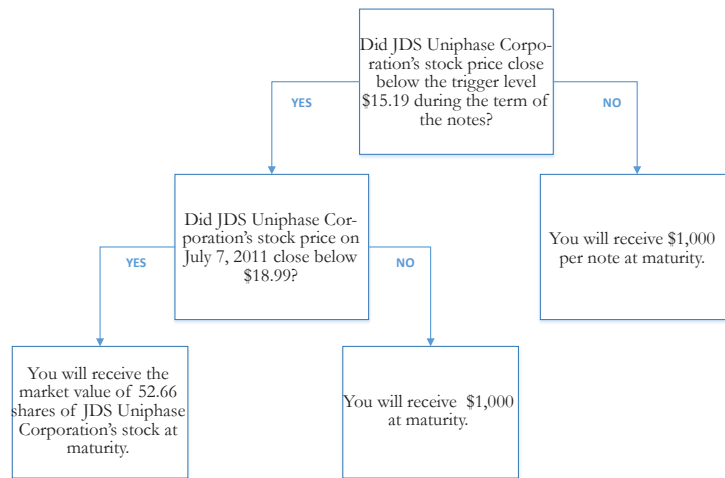 Did JDS Uniphase Corpo-
ration's stock price close
below the trigger level
$15.19 during the term of
the notes?
YES
NO
Did JDS Uniphase Cor-
poration's stock price on
July 7, 2011 close below
$18.99?
You will receive $1,000
per note at maturity.
YES
NO
You will receive the
market value of 52.66
shares of JDS Uniphase
Corporation's stock at
maturity.
You will receive $1,000
at maturity.